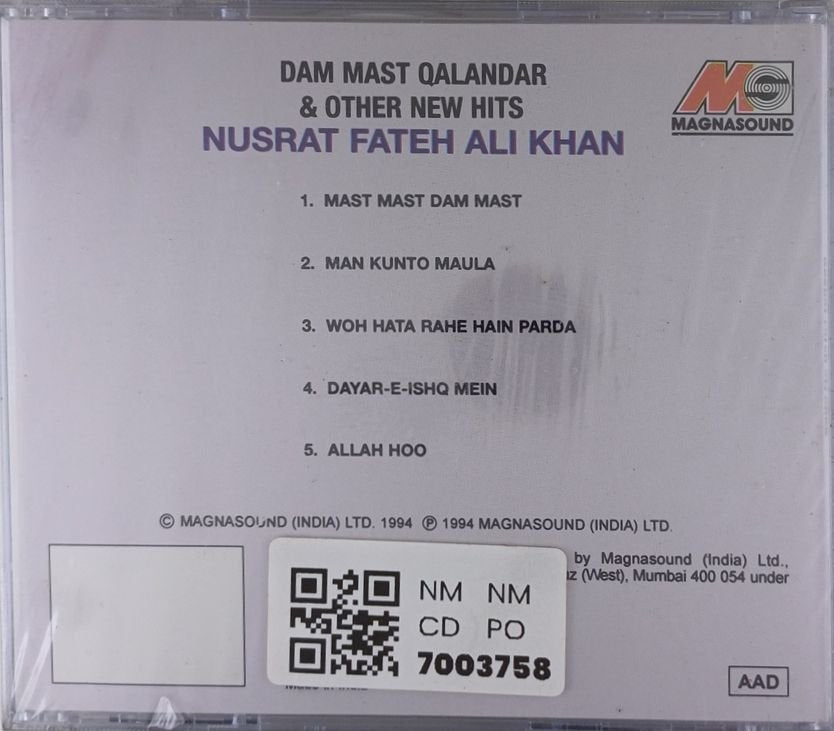 DAM MAST QALANDAR
& OTHER NEW HITS
NUSRAT FATEH ALI KHAN
MAGNASOUND
1. MAST MAST DAM MAST
2. MAN KUNTO MAULA
3. WOH HATA RAHE HAIN PARDA
4. DAYAR-E-ISHQ MEIN
5. ALLAH HOO
© MAGNASOUND (INDIA) LTD. 1994 ℗ 1994 MAGNASOUND (INDIA) LTD.
by Magnasound (India) Ltd.,
(West), Mumbai 400 054 under
NM NM
CD PO
7003758
AAD